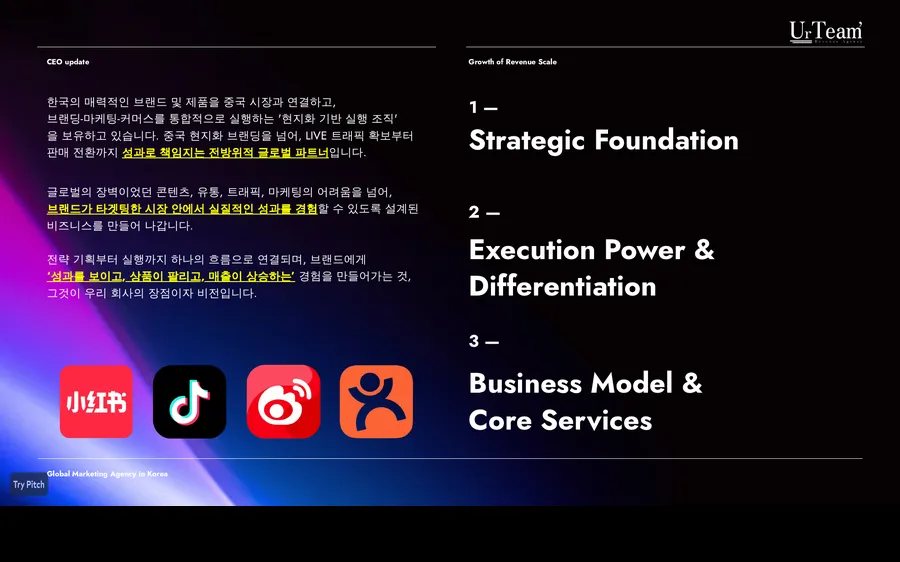 UrTeam'
CEO update
한국의 매력적인 브랜드 및 제품을 중국 시장과 연결하고,
브랜딩-마케팅-커머스를 통합적으로 실행하는 '현지화 기반 실행 조직'
을 보유하고 있습니다. 중국 현지화 브랜딩을 넘어, LIVE 트래픽 확보부터
판매 전환까지 성과로 책임지는 전방위적 글로벌 파트너입니다.
글로벌의 장벽이었던 콘텐츠, 유통, 트래픽, 마케팅의 어려움을 넘어,
브랜드가 타겟팅한 시장 안에서 실질적인 성과를 경험할 수 있도록 설계된
비즈니스를 만들어 나갑니다.
전략 기획부터 실행까지 하나의 흐름으로 연결되며, 브랜드에게
‘성과를 보이고, 상품이 팔리고, 매출이 상승하는’ 경험을 만들어가는 것,
그것이 우리 회사의 장점이자 비전입니다.
小红书
Global Marketing Agency in Korea
Try Pitch
Growth of Revenue Scale
1 —
Strategic Foundation
2 —
Execution Power &
Differentiation
3 —
Business Model &
Core Services